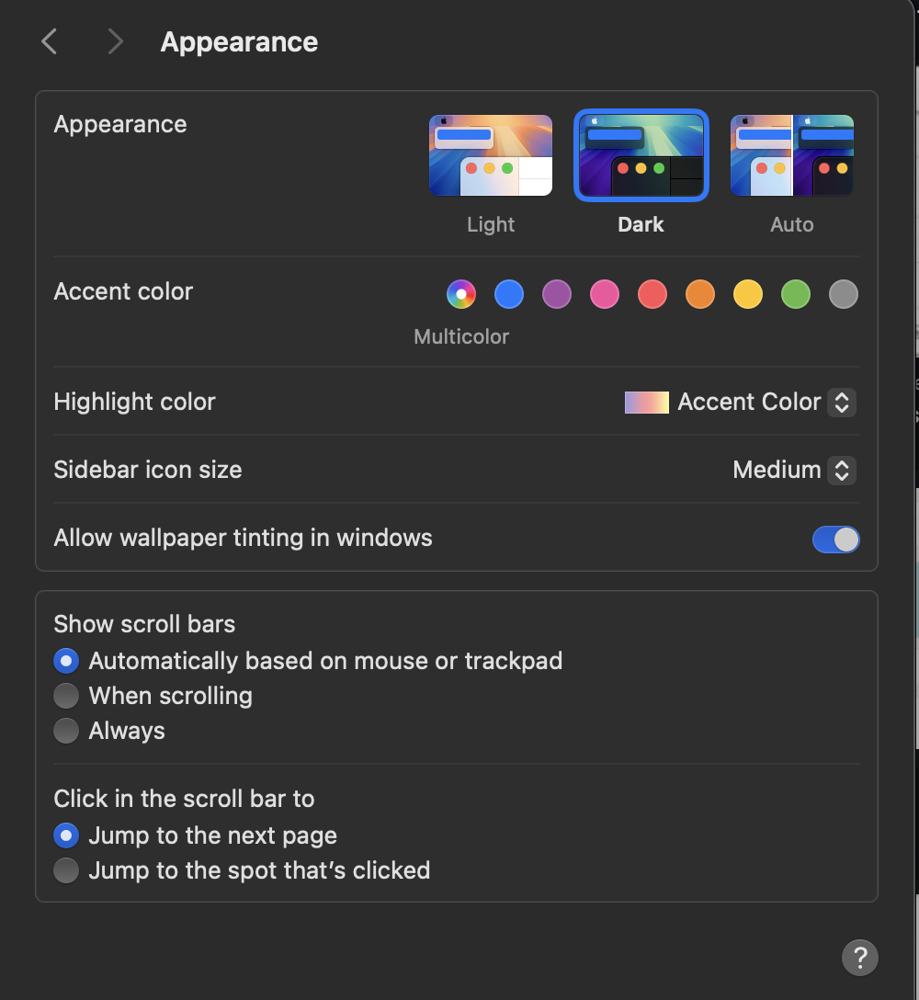 Appearance
Appearance
Light
Dark
Auto
Accent color
Multicolor
Highlight color
Accent Color
Sidebar icon size
Medium
Allow wallpaper tinting in windows
Show scroll bars
Automatically based on mouse or trackpad
When scrolling
Always
Click in the scroll bar to
Jump to the next page
Jump to the spot that’s clicked
?